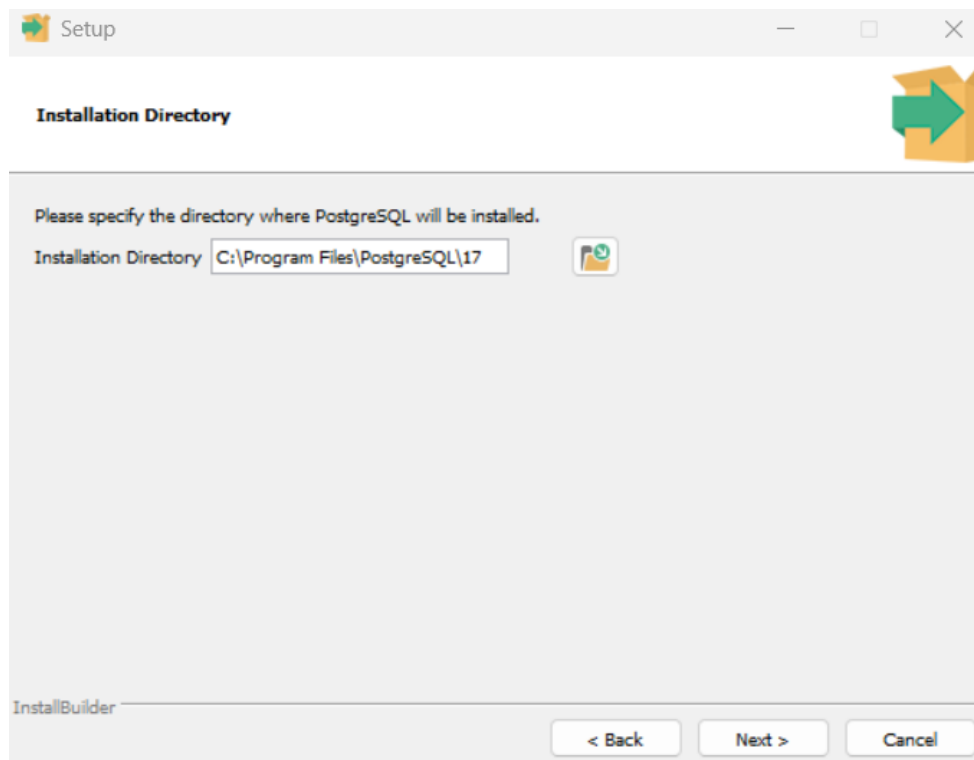 Setup
Installation Directory
Please specify the directory where PostgreSQL will be installed.
Installation Directory C:\Program Files\PostgreSQL\17
InstallBuilder
< Back Next > Cancel